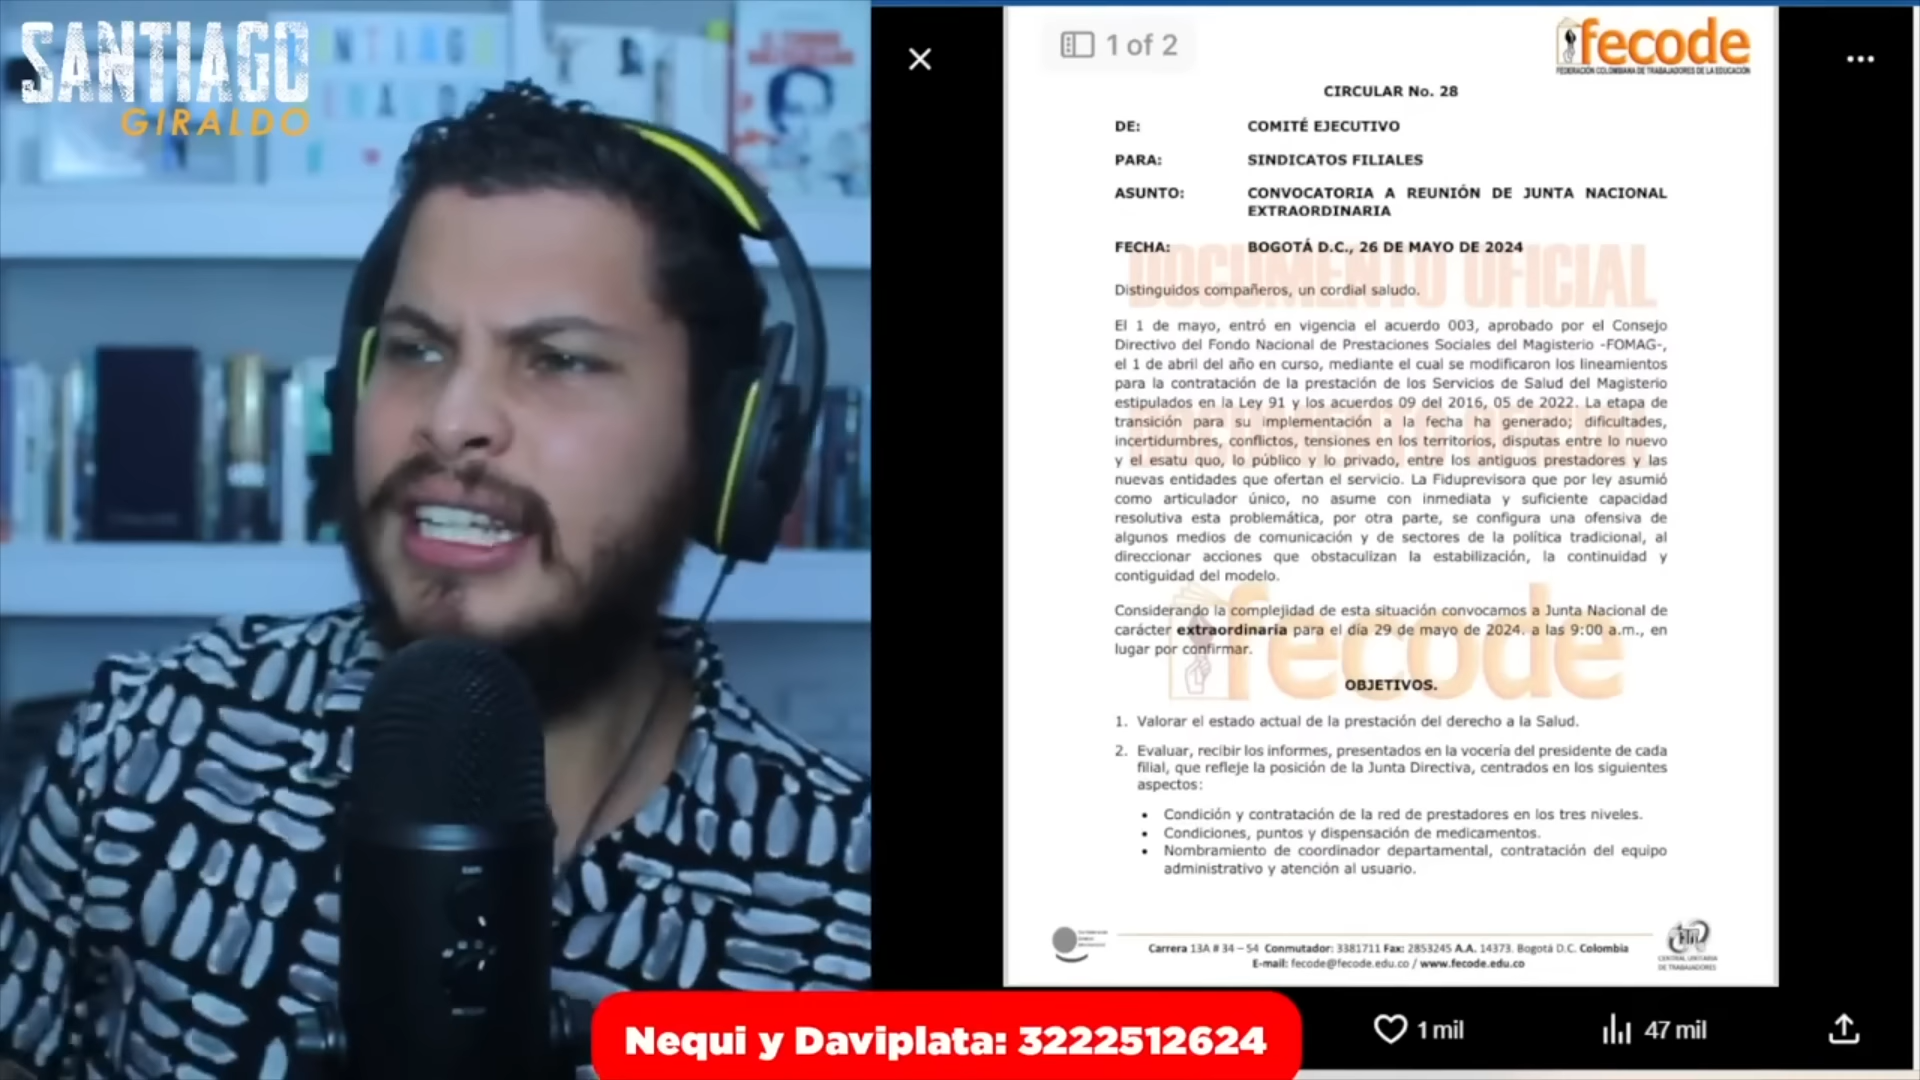 SANTIAGO
GIRALDO
1 of 2
fecode
FEDERACIÓN COLOMBIANA DE TRABAJADORES DE LA EDUCACIÓN
CIRCULAR No. 28
DE: COMITÉ EJECUTIVO
PARA: SINDICATOS FILIALES
ASUNTO: CONVOCATORIA A REUNIÓN DE JUNTA NACIONAL
EXTRAORDINARIA
FECHA: BOGOTÁ D.C., 26 DE MAYO DE 2024
DOCUMENTO OFICIAL
Distinguidos compañeros, un cordial saludo.
El 1 de mayo, entró en vigencia el acuerdo 003, aprobado por el Consejo
Directivo del Fondo Nacional de Prestaciones Sociales del Magisterio -FOMAG-,
el 1 de abril del año en curso, mediante el cual se modificaron los lineamientos
para la contratación de la prestación de los Servicios de Salud del Magisterio
estipulados en la Ley 91 y los acuerdos 09 del 2016, 05 de 2022. La etapa de
transición para su implementación a la fecha ha generado; dificultades,
incertidumbres, conflictos, tensiones en los territorios, disputas entre lo nuevo
y el esatu quo, lo público y lo privado, entre los antiguos prestadores y las
nuevas entidades que ofertan el servicio. La Fiduprevisora que por ley asumió
como articulador único, no asume con inmediata y suficiente capacidad
resolutiva esta problemática, por otra parte, se configura una ofensiva de
algunos medios de comunicación y de sectores de la política tradicional, al
direccionar acciones que obstaculizan la estabilización, la continuidad y
contiguidad del modelo.
Considerando la complejidad de esta situación convocamos a Junta Nacional de
carácter extraordinaria para el día 29 de mayo de 2024. a las 9:00 a.m., en
lugar por confirmar.
fecode
OBJETIVOS.
1. Valorar el estado actual de la prestación del derecho a la Salud.
2. Evaluar, recibir los informes, presentados en la vocería del presidente de cada
filial, que refleje la posición de la Junta Directiva, centrados en los siguientes
aspectos:
• Condición y contratación de la red de prestadores en los tres niveles.
• Condiciones, puntos y dispensación de medicamentos.
• Nombramiento de coordinador departamental, contratación del equipo
administrativo y atención al usuario.
Carrera 13A # 34 – 54 Conmutador: 3381711 Fax: 2853245 A.A. 14373. Bogotá D.C. Colombia
E-mail: fecode@fecode.edu.co / www.fecode.edu.co
CENTRAL UNITARIA
DE TRABAJADORES
Nequi y Daviplata: 3222512624
1 mil
47 mil